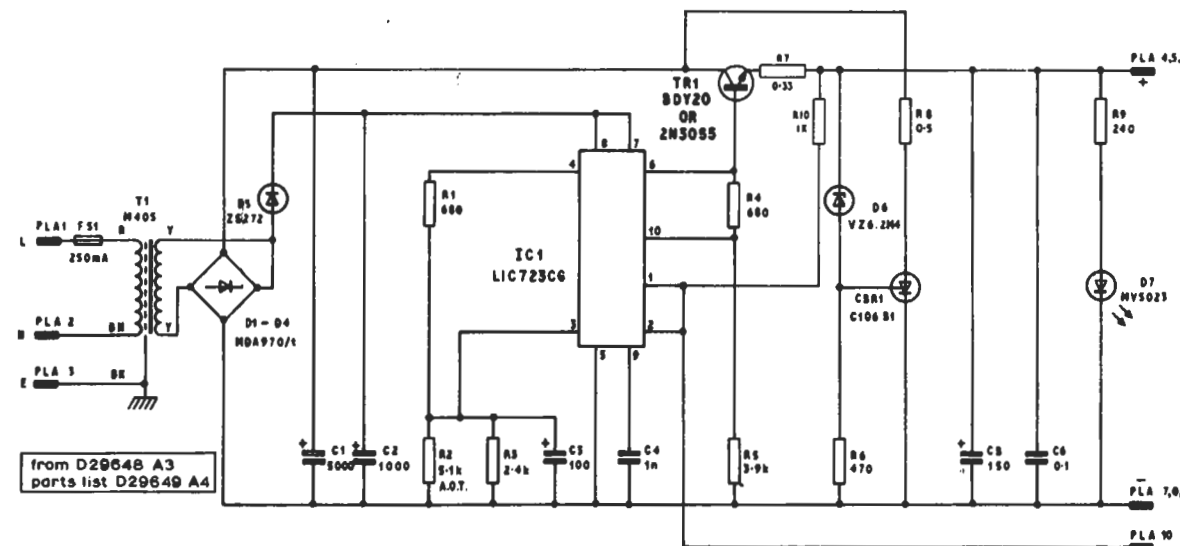 PLA 4,5,
+
R7
0·33
TR1
BDY20
OR
2N3055
R10
1K
R8
0·5
R9
240
8
7
4
6
R1
680
R4
680
T1
M405
D5
ZS272
PLA1
FS1
R
Y
L
250mA
D6
VZ6.2M4
10
IC1
LIC723CG
1
CSR1
C106B1
D7
MV5023
3
2
PLA 2
N
BN
Y
D1-D4
MDA970/1
5
9
PLA 3
E
BK
+
C1
5000
+
C2
1000
R2
5·1k
A.O.T.
R3
2·4k
+
C3
100
C4
1n
R5
3·9k
R6
470
+
C5
150
C6
0·1
from D29648 A3
parts list D29649 A4
-
PLA 7,8,
PLA 10